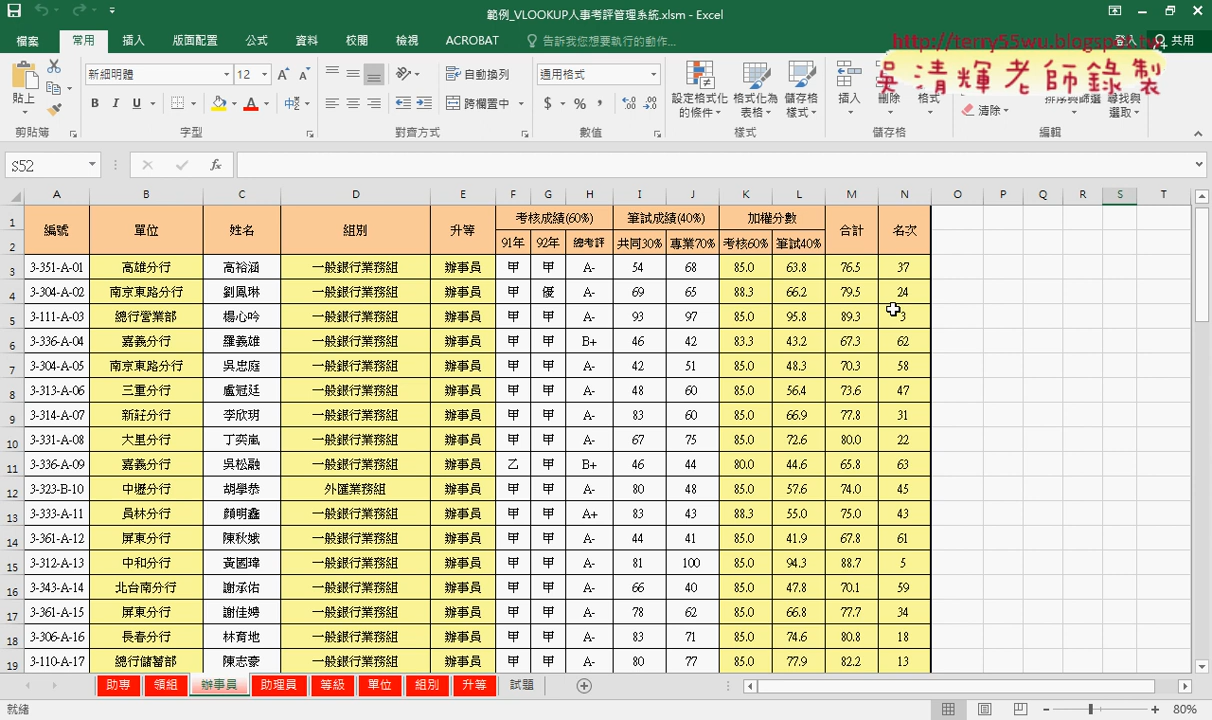 範例_VLOOKUP人事考評管理系統.xlsm - Excel
檔案 常用 插入 版面配置 公式 資料 校閱 檢視 ACROBAT 告訴我您想要執行的動作... 登入 共用
http://terry55wu.blogspot.tw
吳清輝老師錄製
新細明體 12 自動換列 通用格式
貼上 B I U 中 跨欄置中 $ % , 設定格式化的條件 格式化為表格 儲存格樣式 插入 刪除 格式 清除 排序與篩選 尋找與選取
剪貼簿 字型 對齊方式 數值 樣式 儲存格 編輯
S52 fx
A B C D E F G H I J K L M N O P Q R S T
1 編號 單位 姓名 組別 升等 考核成績(60%) 筆試成績(40%) 加權分數 合計 名次
2 91年 92年 總考評 共同30% 專業70% 考核60% 筆試40%
3 3-351-A-01 高雄分行 高裕涵 一般銀行業務組 辦事員 甲 甲 A- 54 68 85.0 63.8 76.5 37
4 3-304-A-02 南京東路分行 劉鳳琳 一般銀行業務組 辦事員 甲 優 A- 69 65 88.3 66.2 79.5 24
5 3-111-A-03 總行營業部 楊心吟 一般銀行業務組 辦事員 甲 甲 A- 93 97 85.0 95.8 89.3 3
6 3-336-A-04 嘉義分行 羅義雄 一般銀行業務組 辦事員 甲 甲 B+ 46 42 83.3 43.2 67.3 62
7 3-304-A-05 南京東路分行 吳忠庭 一般銀行業務組 辦事員 甲 甲 A- 42 51 85.0 48.3 70.3 58
8 3-313-A-06 三重分行 盧冠廷 一般銀行業務組 辦事員 甲 甲 A- 48 60 85.0 56.4 73.6 47
9 3-314-A-07 新莊分行 李欣玥 一般銀行業務組 辦事員 甲 甲 A- 83 60 85.0 66.9 77.8 31
10 3-331-A-08 大里分行 丁奕嵐 一般銀行業務組 辦事員 甲 甲 A- 67 75 85.0 72.6 80.0 22
11 3-336-A-09 嘉義分行 吳松融 一般銀行業務組 辦事員 乙 甲 B+ 46 44 80.0 44.6 65.8 63
12 3-323-B-10 中壢分行 胡學恭 外匯業務組 辦事員 甲 甲 A- 80 48 85.0 57.6 74.0 45
13 3-333-A-11 員林分行 顏明鑫 一般銀行業務組 辦事員 甲 甲 A+ 83 43 88.3 55.0 75.0 43
14 3-361-A-12 屏東分行 陳秋娥 一般銀行業務組 辦事員 甲 甲 A- 44 41 85.0 41.9 67.8 61
15 3-312-A-13 中和分行 黃國瑋 一般銀行業務組 辦事員 甲 甲 A- 81 100 85.0 94.3 88.7 5
16 3-343-A-14 北台南分行 謝承佑 一般銀行業務組 辦事員 甲 甲 A- 66 40 85.0 47.8 70.1 59
17 3-361-A-15 屏東分行 謝佳娉 一般銀行業務組 辦事員 甲 甲 A- 78 62 85.0 66.8 77.7 34
18 3-306-A-16 長春分行 林育地 一般銀行業務組 辦事員 甲 甲 A- 83 71 85.0 74.6 80.8 18
19 3-110-A-17 總行儲蓄部 陳志豪 一般銀行業務組 辦事員 甲 甲 A- 80 77 85.0 77.9 82.2 13
助專 領組 辦事員 助理員 等級 單位 組別 升等 試題
就緒 80%